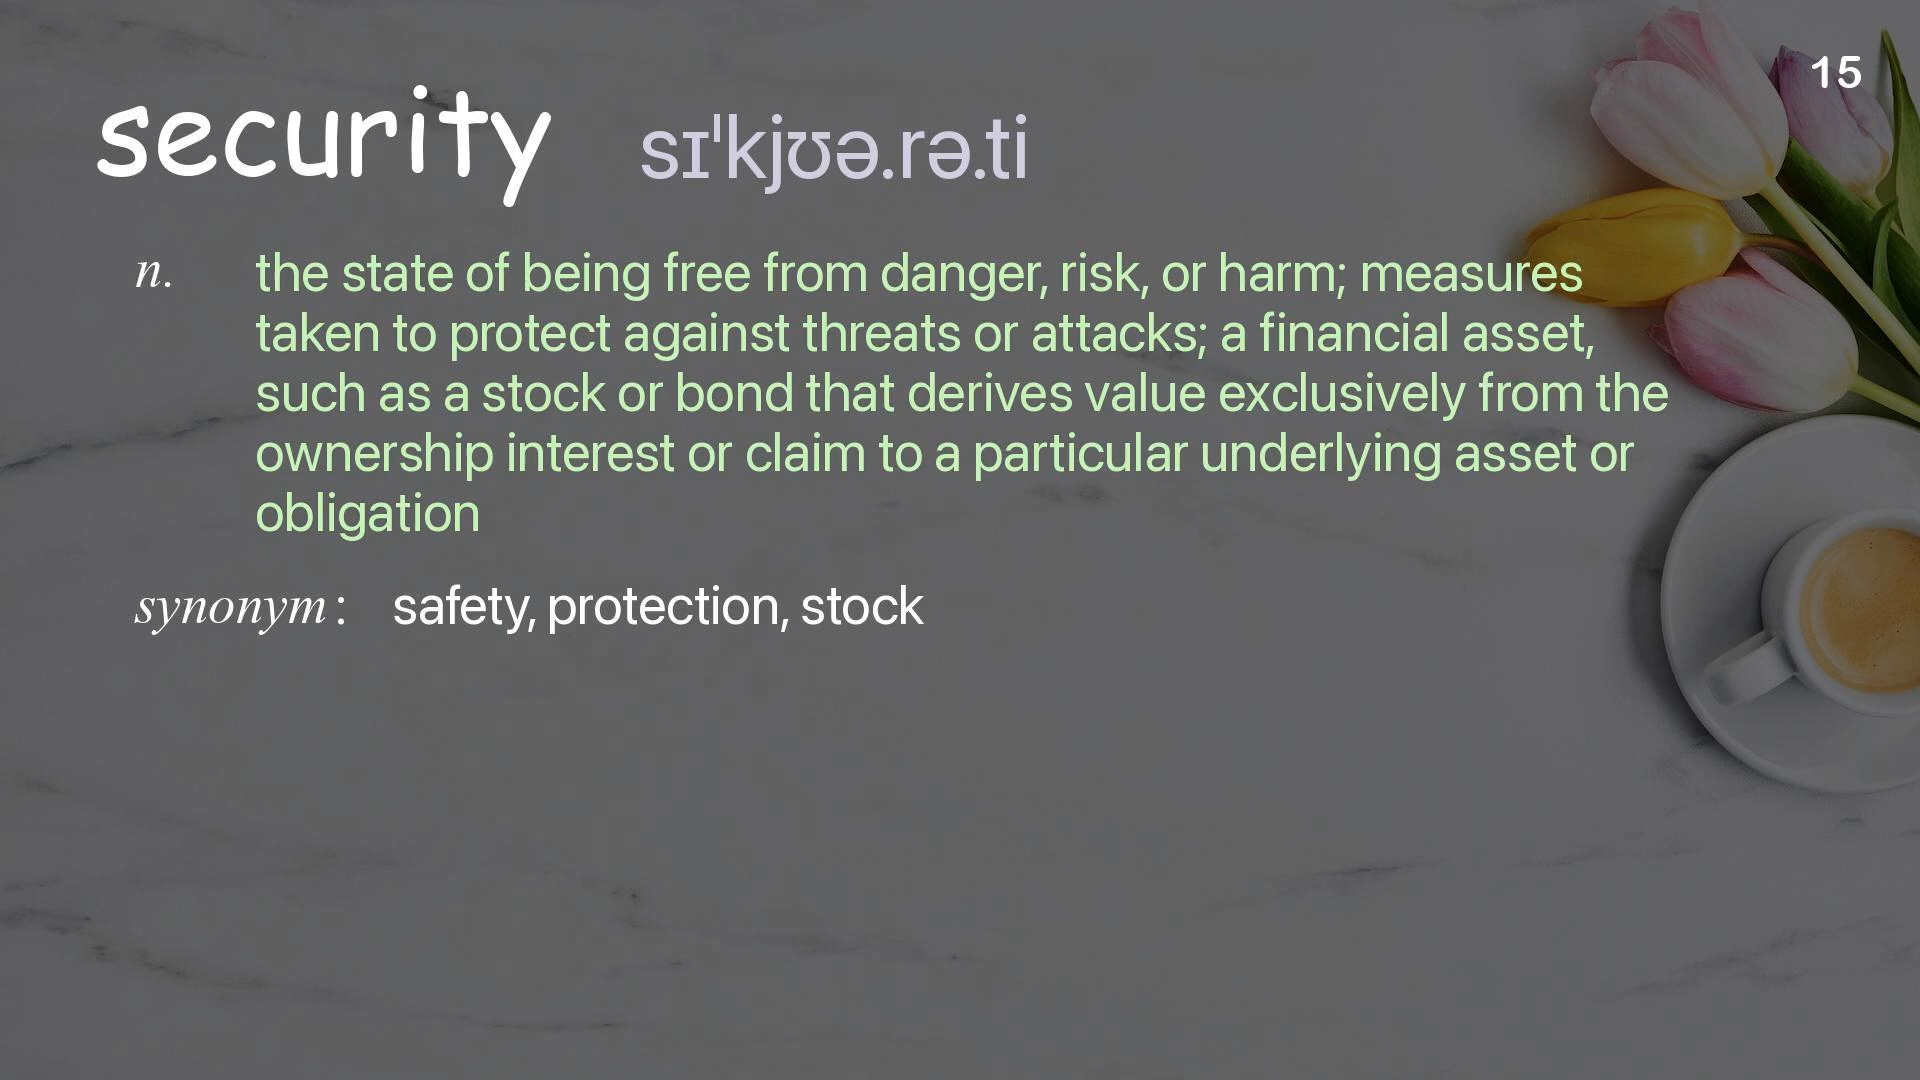 15
security sɪˈkjʊə.rə.ti
n. the state of being free from danger, risk, or harm; measures
taken to protect against threats or attacks; a financial asset,
such as a stock or bond that derives value exclusively from the
ownership interest or claim to a particular underlying asset or
obligation
synonym: safety, protection, stock